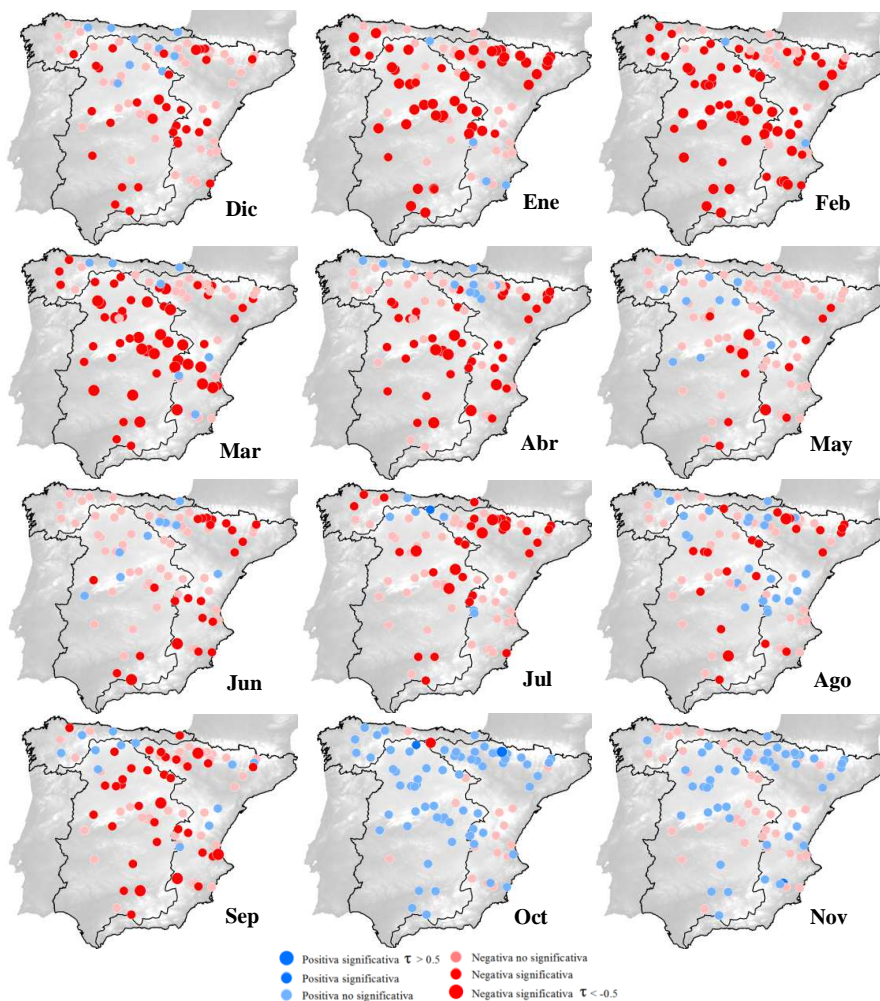 Dic
Ene
Feb
Mar
Abr
May
Jun
Jul
Ago
Sep
Oct
Nov
Positiva significativa τ > 0.5
Positiva significativa
Positiva no significativa
Negativa no significativa
Negativa significativa
Negativa significativa τ < -0.5